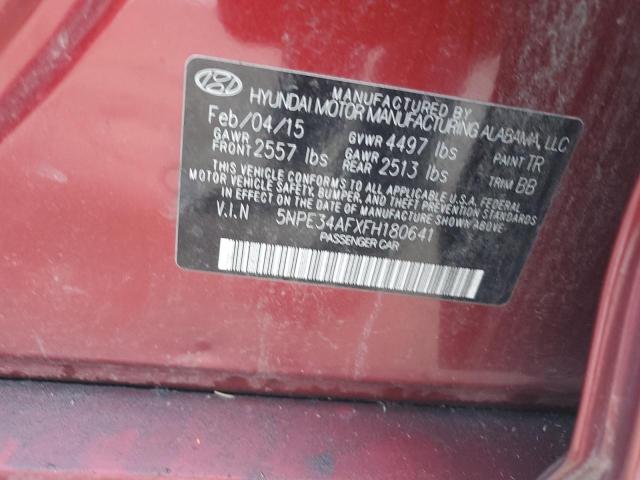 MANUFACTURED BY
HYUNDAI MOTOR MANUFACTURING ALABAMA, LLC
Feb/04/15 GVWR 4497 lbs PAINT TR
GAWR FRONT 2557 lbs GAWR REAR 2513 lbs TRIM BB
THIS VEHICLE CONFORMS TO ALL APPLICABLE FEDERAL
MOTOR VEHICLE SAFETY, BUMPER, & THEFT PREVENTION STANDARDS
IN EFFECT ON THE DATE OF MANUFACTURE SHOWN ABOVE
V.I.N 5NPE34AFXFH180641
PASSENGER CAR